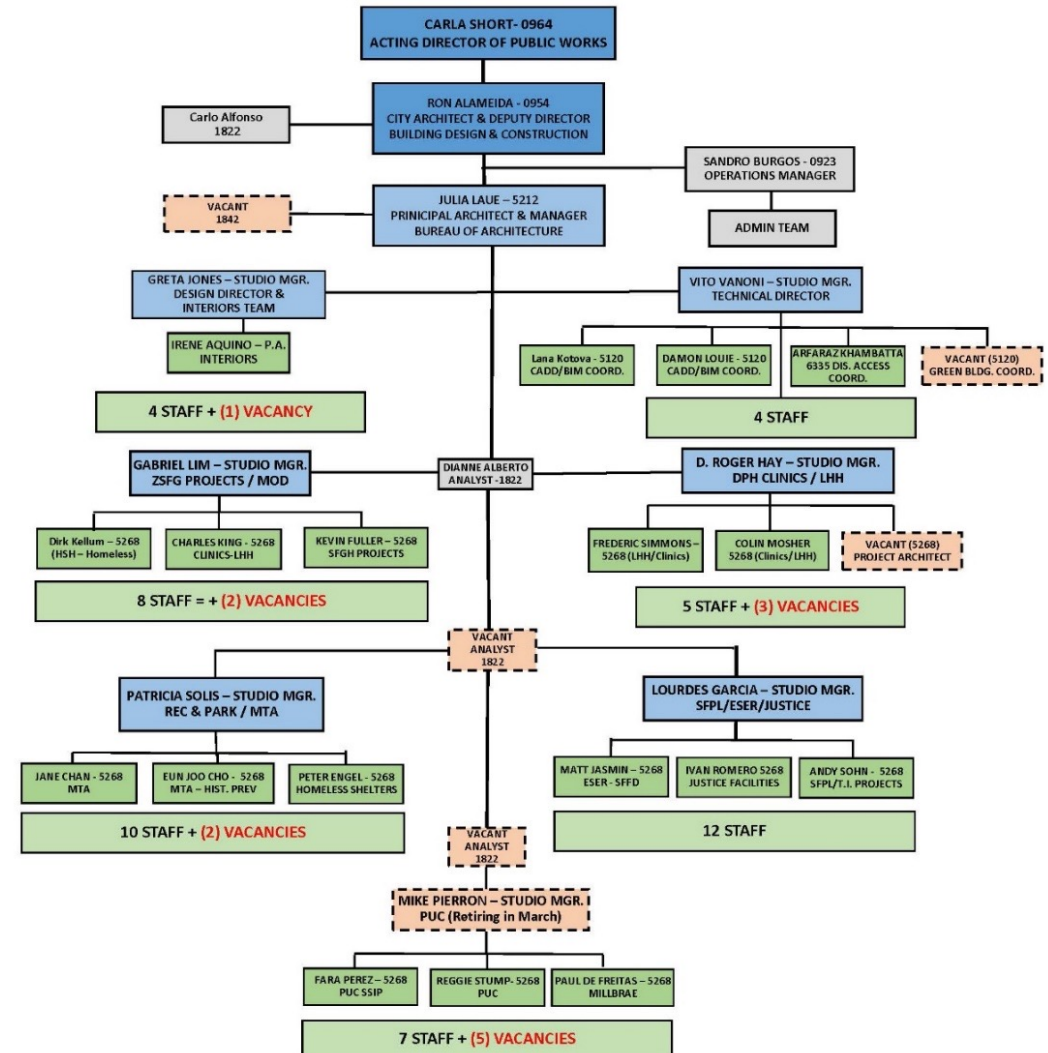 CARLA SHORT- 0964
ACTING DIRECTOR OF PUBLIC WORKS
RON ALAMEIDA - 0954
CITY ARCHITECT & DEPUTY DIRECTOR
BUILDING DESIGN & CONSTRUCTION
Carlo Alfonso
1822
SANDRO BURGOS - 0923
OPERATIONS MANAGER
ADMIN TEAM
VACANT
1842
JULIA LAUE – 5212
PRINICIPAL ARCHITECT & MANAGER
BUREAU OF ARCHITECTURE
GRETA JONES – STUDIO MGR.
DESIGN DIRECTOR &
INTERIORS TEAM
IRENE AQUINO – P.A.
INTERIORS
4 STAFF + (1) VACANCY
VITO VANONI – STUDIO MGR.
TECHNICAL DIRECTOR
Lana Kotova - 5120
CADD/BIM COORD.
DAMON LOUIE - 5120
CADD/BIM COORD.
ARFARAZ KHAMBATTA
6335 DIS. ACCESS
COORD.
VACANT (5120)
GREEN BLDG. COORD.
4 STAFF
DIANNE ALBERTO
ANALYST -1822
GABRIEL LIM – STUDIO MGR.
ZSFG PROJECTS / MOD
Dirk Kellum – 5268
(HSH – Homeless)
CHARLES KING - 5268
CLINICS-LHH
KEVIN FULLER – 5268
SFGH PROJECTS
8 STAFF = + (2) VACANCIES
D. ROGER HAY – STUDIO MGR.
DPH CLINICS / LHH
FREDERIC SIMMONS –
5268 (LHH/Clinics)
COLIN MOSHER
5268 (Clinics/LHH)
VACANT (5268)
PROJECT ARCHITECT
5 STAFF + (3) VACANCIES
VACANT
ANALYST
1822
PATRICIA SOLIS – STUDIO MGR.
REC & PARK / MTA
JANE CHAN - 5268
MTA
EUN JOO CHO - 5268
MTA – HIST. PREV
PETER ENGEL - 5268
HOMELESS SHELTERS
10 STAFF + (2) VACANCIES
LOURDES GARCIA – STUDIO MGR.
SFPL/ESER/JUSTICE
MATT JASMIN – 5268
ESER - SFFD
IVAN ROMERO 5268
JUSTICE FACILITIES
ANDY SOHN - 5268
SFPL/T.I. PROJECTS
12 STAFF
VACANT
ANALYST
1822
MIKE PIERRON – STUDIO MGR.
PUC (Retiring in March)
FARA PEREZ – 5268
PUC SSIP
REGGIE STUMP- 5268
PUC
PAUL DE FREITAS – 5268
MILLBRAE
7 STAFF + (5) VACANCIES